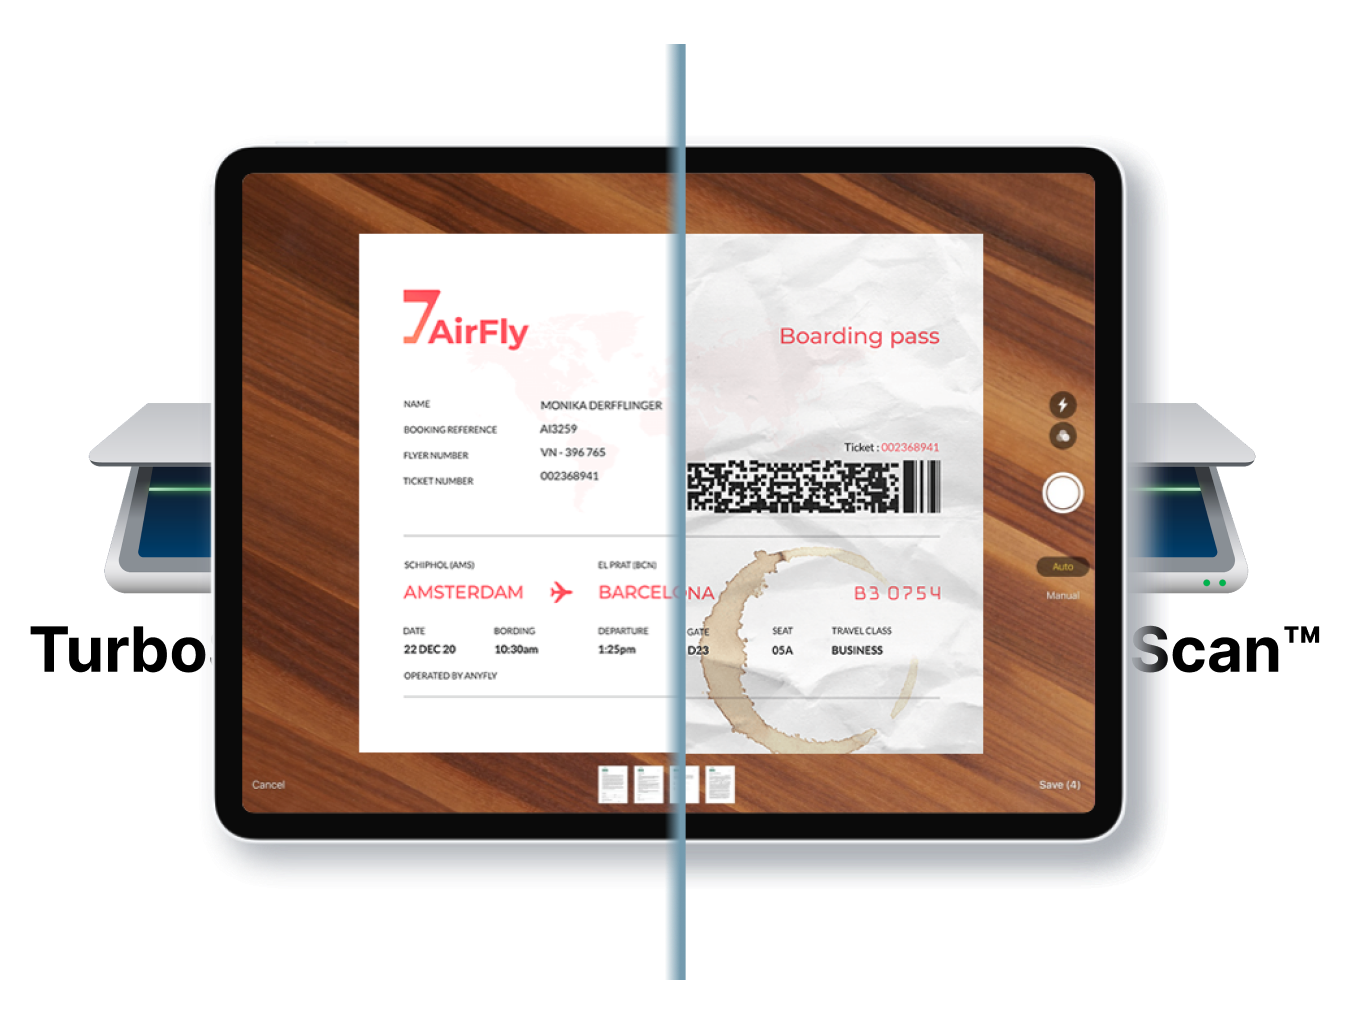 7AirFly
Boarding pass
NAME MONIKA DERFFLINGER
BOOKING REFERENCE AI3259
FLYER NUMBER VN - 396 765
TICKET NUMBER 002368941
Ticket : 002368941
SCHIPHOL (AMS) EL PRAT (BCN)
AMSTERDAM BARCELONA B3 0754
DATE BORDING DEPARTURE GATE SEAT TRAVEL CLASS
22 DEC 20 10:30am 1:25pm D23 05A BUSINESS
OPERATED BY ANYFLY
Auto
Manual
Cancel Save (4)
Turbo Scan™